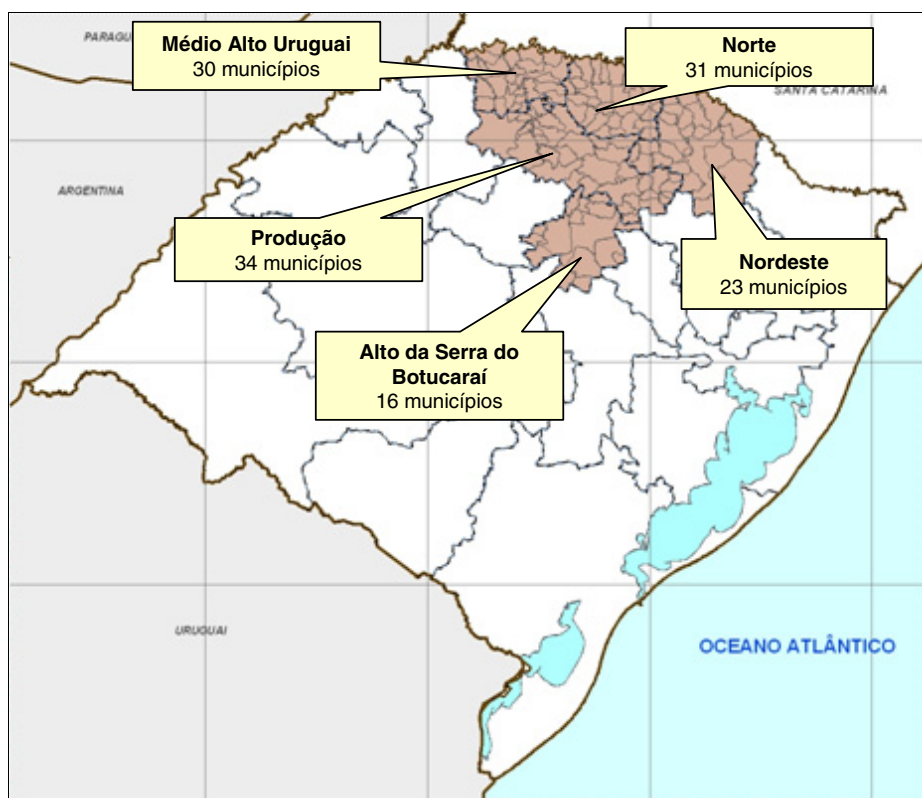 PARAGU
Médio Alto Uruguai
30 municípios
Norte
31 municípios
SANTA CATARINA
ARGENTINA
Produção
34 municípios
Nordeste
23 municípios
Alto da Serra do
Botucaraí
16 municípios
URUGUAI
OCEANO ATLÂNTICO